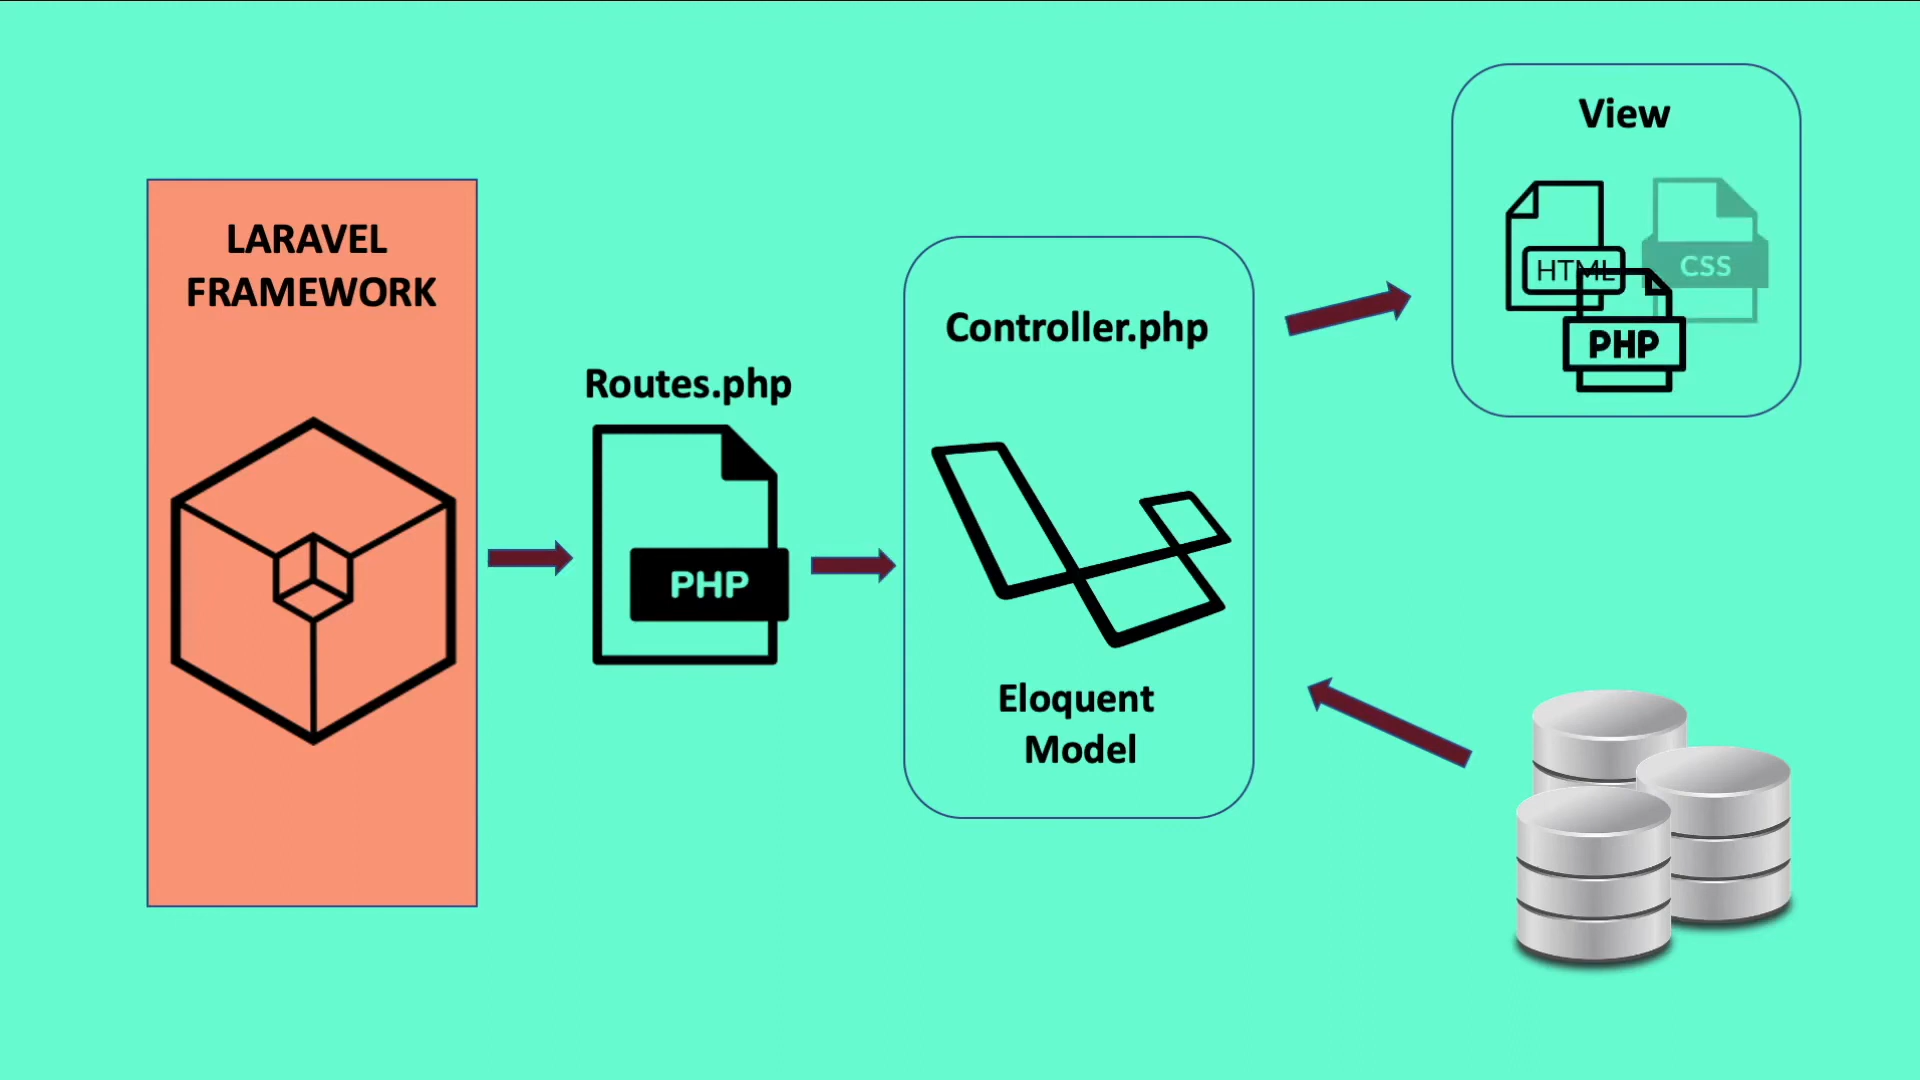 LARAVEL
FRAMEWORK
Routes.php
PHP
Controller.php
Eloquent
Model
View
HTML
CSS
PHP